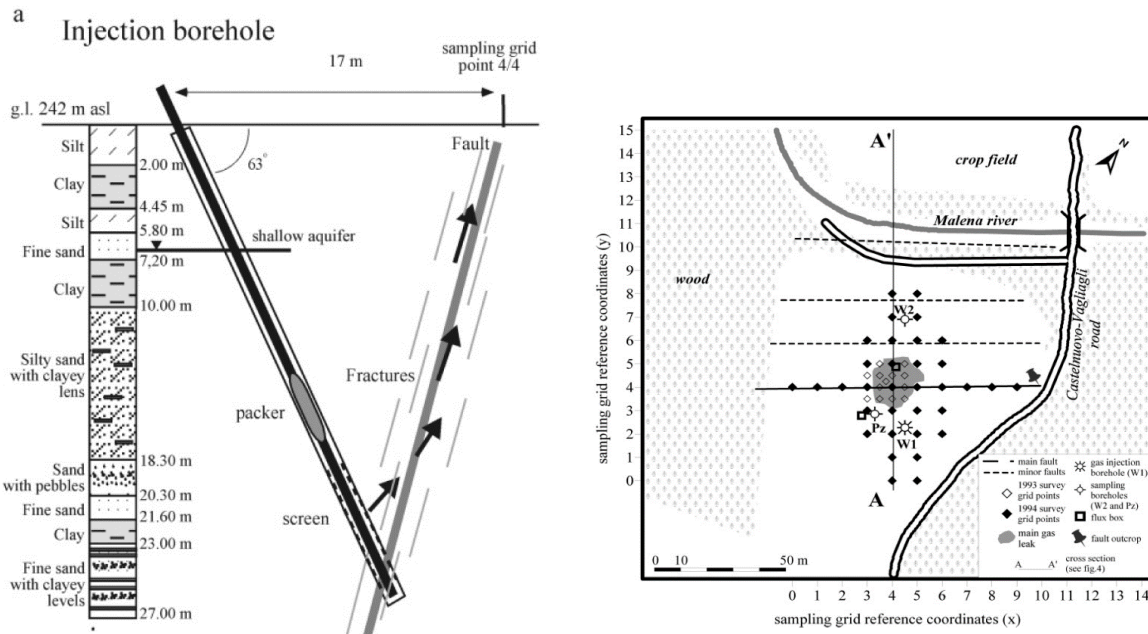 a
Injection borehole
17 m
sampling grid
point 4/4
g.l. 242 m asl
Silt
63°
Fault
2.00 m
Clay
4.45 m
Silt
5.80 m
shallow aquifer
Fine sand
7,20 m
Clay
10.00 m
Silty sand
with clayey
lens
Fractures
packer
18.30 m
Sand
with pebbles
20.30 m
Fine sand
21.60 m
screen
Clay
23.00 m
Fine sand
with clayey
levels
27.00 m
sampling grid reference coordinates (y)
15
14
13
12
11
10
9
8
7
6
5
4
3
2
1
0
A'
crop field
N
Malena river
wood
W2
Castelnuovo-Vagliagli
road
Pz
W1
A
main fault
minor faults
1993 survey
grid points
1994 survey
grid points
main gas
leak
gas injection
borehole (W1)
sampling
boreholes
(W2 and Pz)
flux box
fault outcrop
A A' cross section
(see fig.4)
0 10 50 m
0 1 2 3 4 5 6 7 8 9 10 11 12 13 14
sampling grid reference coordinates (x)